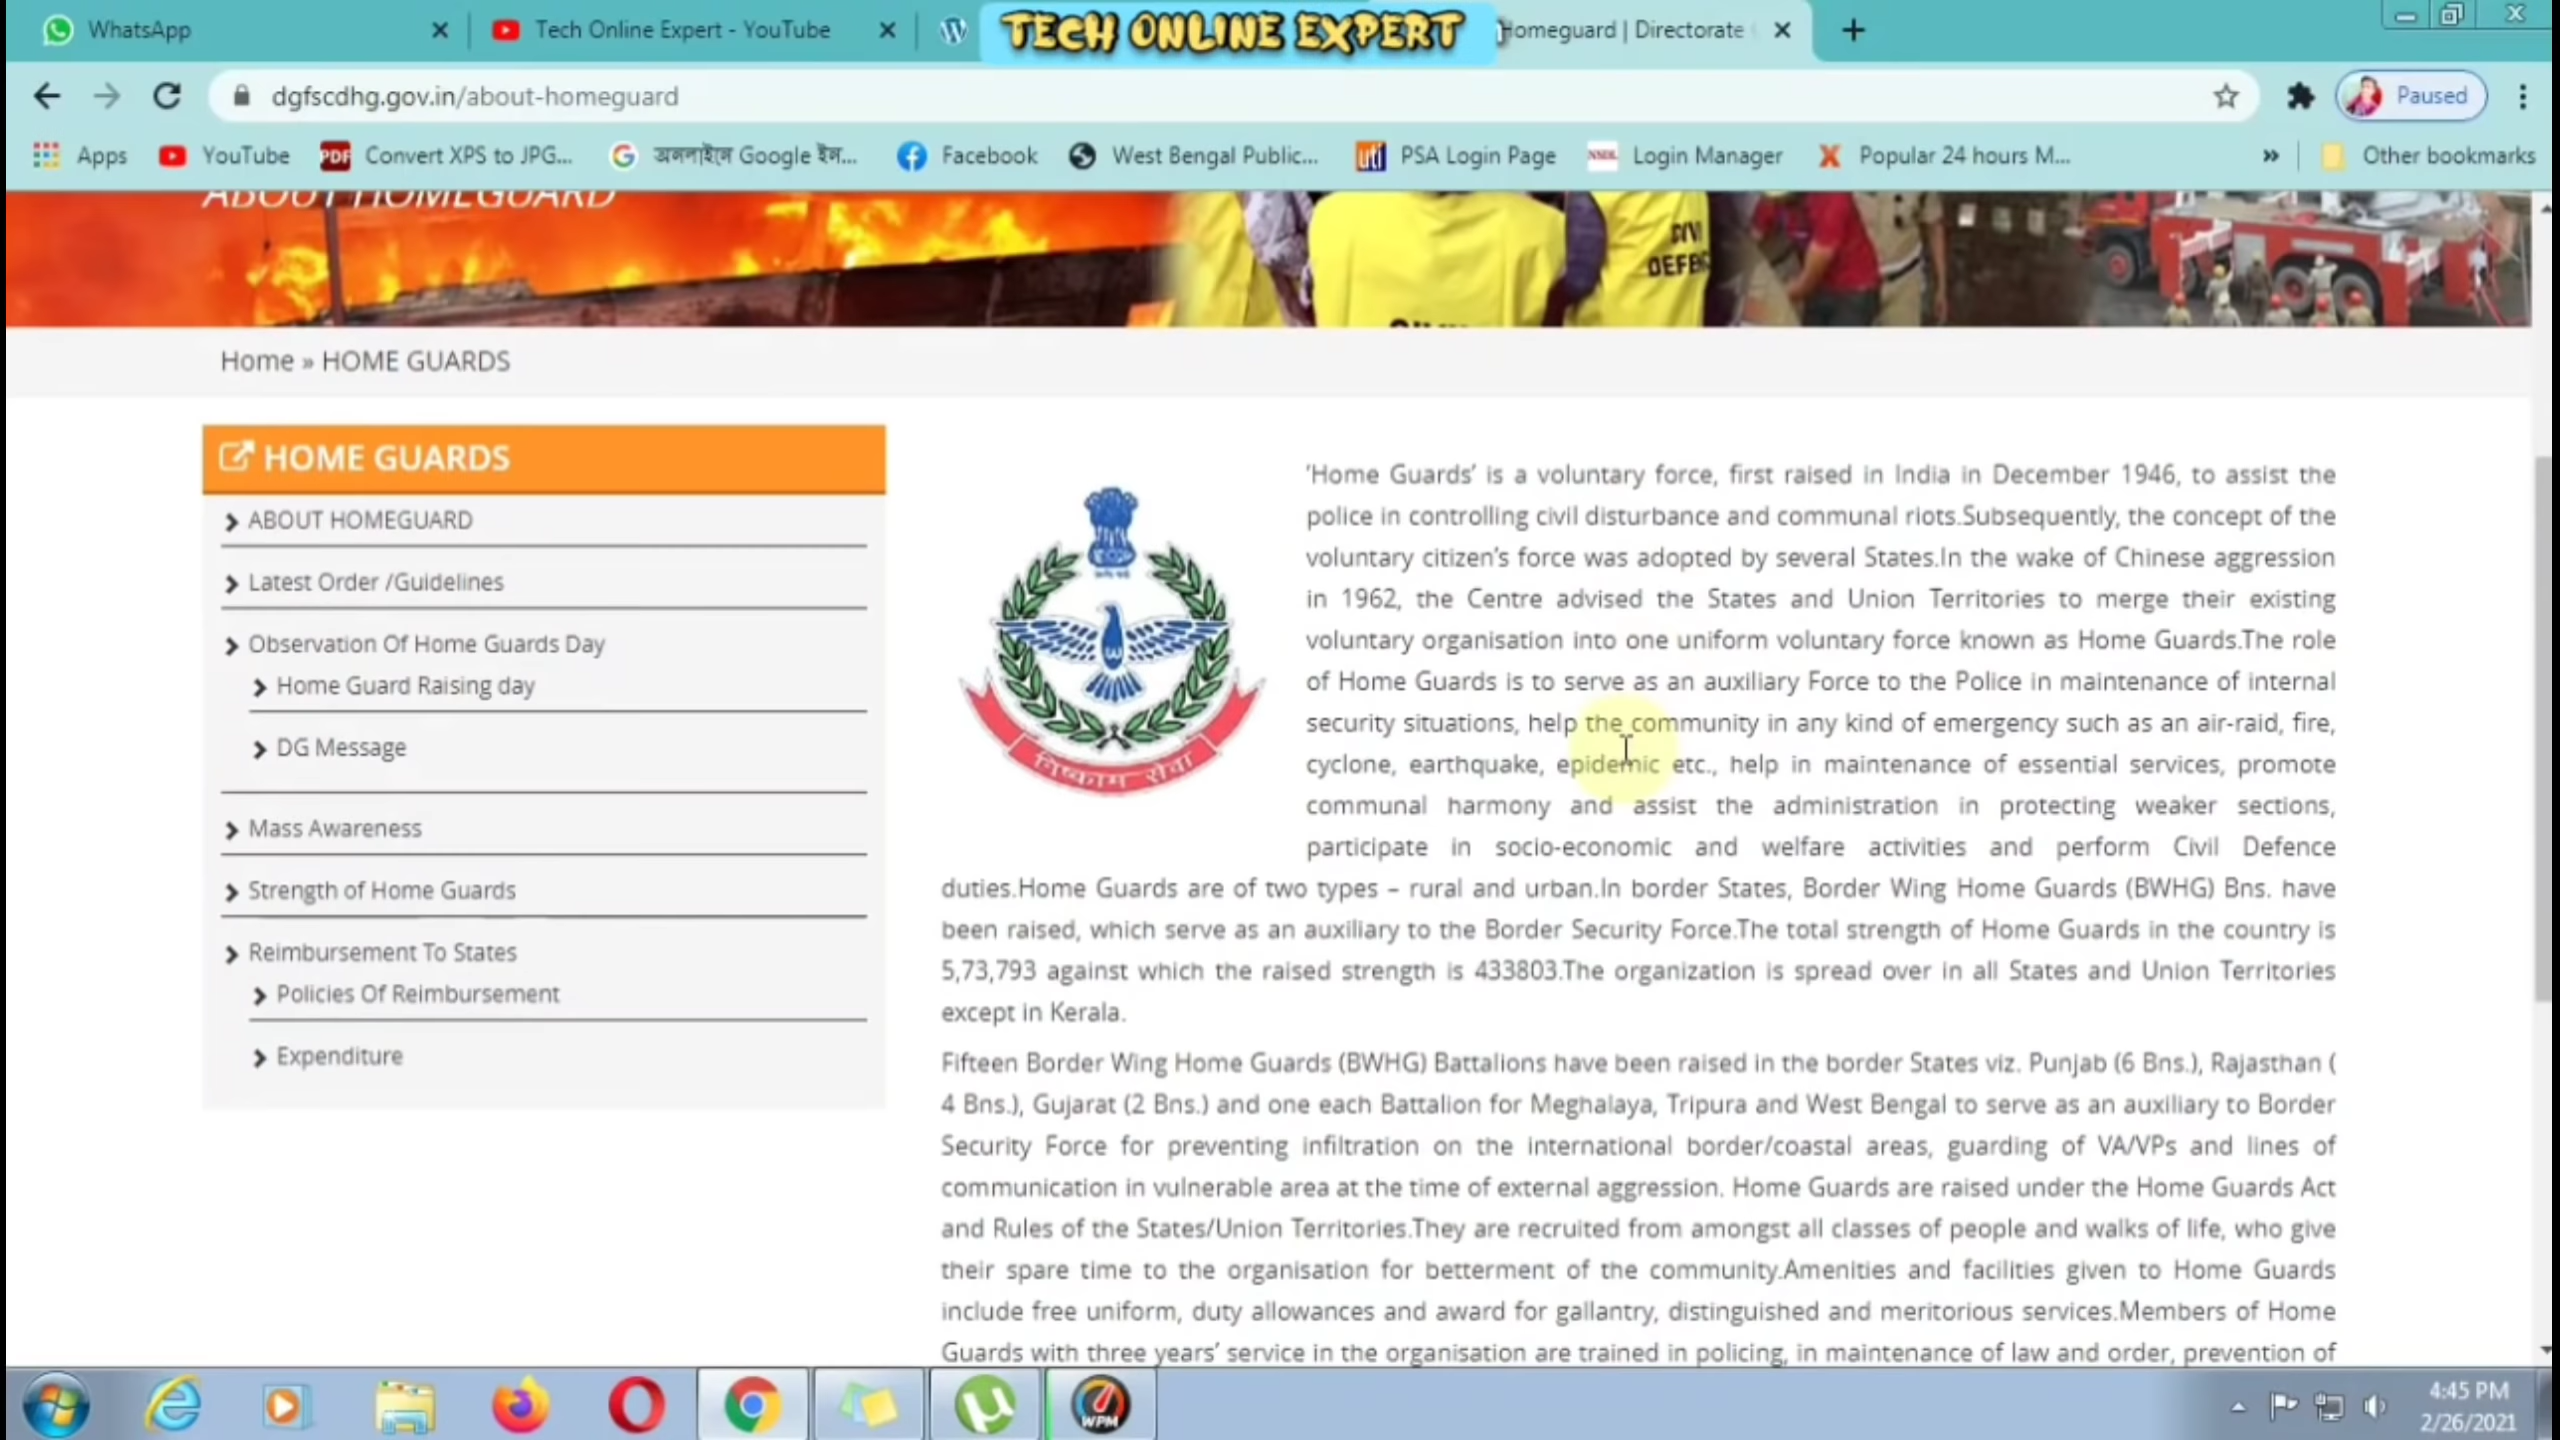 WhatsApp
Tech Online Expert - YouTube
TECH ONLINE EXPERT
Homeguard | Directorate
dgfscdhg.gov.in/about-homeguard
Paused
Apps
YouTube
PDF
Convert XPS to JPG...
অনলাইনে Google ইন...
Facebook
West Bengal Public...
uti
PSA Login Page
NSDL
Login Manager
Popular 24 hours M...
»
Other bookmarks
ABOUT HOMEGUARD
CIVI
DEFEN
Home » HOME GUARDS
HOME GUARDS
ABOUT HOMEGUARD
Latest Order /Guidelines
Observation Of Home Guards Day
Home Guard Raising day
DG Message
Mass Awareness
Strength of Home Guards
Reimbursement To States
Policies Of Reimbursement
Expenditure
निष्काम सेवा
'Home Guards' is a voluntary force, first raised in India in December 1946, to assist the
police in controlling civil disturbance and communal riots.Subsequently, the concept of the
voluntary citizen's force was adopted by several States.In the wake of Chinese aggression
in 1962, the Centre advised the States and Union Territories to merge their existing
voluntary organisation into one uniform voluntary force known as Home Guards.The role
of Home Guards is to serve as an auxiliary Force to the Police in maintenance of internal
security situations, help the community in any kind of emergency such as an air-raid, fire,
cyclone, earthquake, epidemic etc., help in maintenance of essential services, promote
communal harmony and assist the administration in protecting weaker sections,
participate in socio-economic and welfare activities and perform Civil Defence
duties.Home Guards are of two types – rural and urban.In border States, Border Wing Home Guards (BWHG) Bns. have
been raised, which serve as an auxiliary to the Border Security Force.The total strength of Home Guards in the country is
5,73,793 against which the raised strength is 433803.The organization is spread over in all States and Union Territories
except in Kerala.
Fifteen Border Wing Home Guards (BWHG) Battalions have been raised in the border States viz. Punjab (6 Bns.), Rajasthan (
4 Bns.), Gujarat (2 Bns.) and one each Battalion for Meghalaya, Tripura and West Bengal to serve as an auxiliary to Border
Security Force for preventing infiltration on the international border/coastal areas, guarding of VA/VPs and lines of
communication in vulnerable area at the time of external aggression. Home Guards are raised under the Home Guards Act
and Rules of the States/Union Territories.They are recruited from amongst all classes of people and walks of life, who give
their spare time to the organisation for betterment of the community.Amenities and facilities given to Home Guards
include free uniform, duty allowances and award for gallantry, distinguished and meritorious services.Members of Home
Guards with three years' service in the organisation are trained in policing, in maintenance of law and order, prevention of
WPM
4:45 PM
2/26/2021